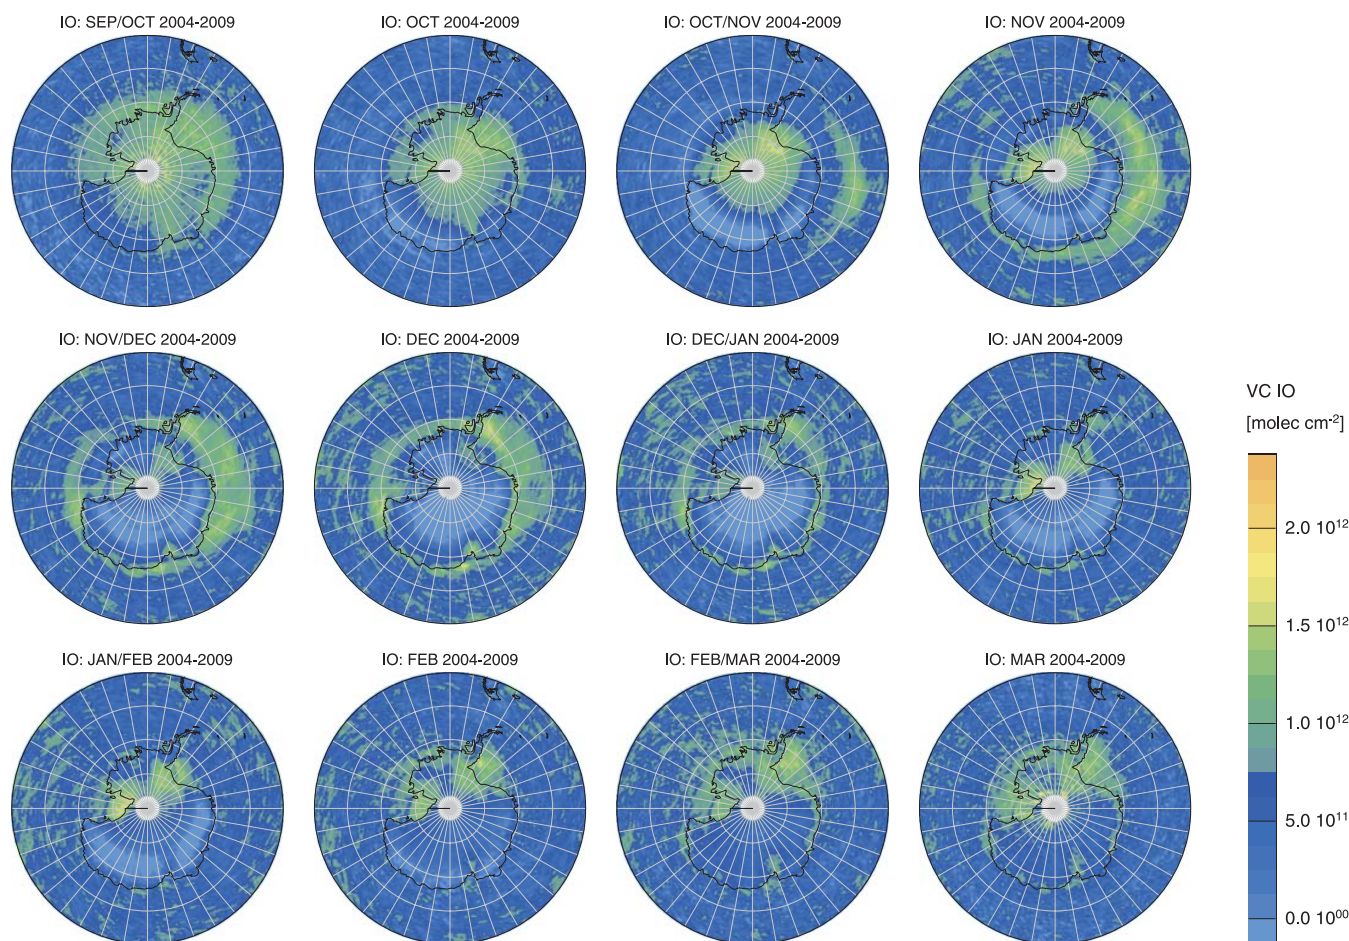 IO: SEP/OCT 2004-2009
IO: OCT 2004-2009
IO: OCT/NOV 2004-2009
IO: NOV 2004-2009
IO: NOV/DEC 2004-2009
IO: DEC 2004-2009
IO: DEC/JAN 2004-2009
IO: JAN 2004-2009
VC IO
[molec cm-2]
2.0 10¹²
1.5 10¹²
1.0 10¹²
5.0 10¹¹
0.0 10⁰⁰
IO: JAN/FEB 2004-2009
IO: FEB 2004-2009
IO: FEB/MAR 2004-2009
IO: MAR 2004-2009